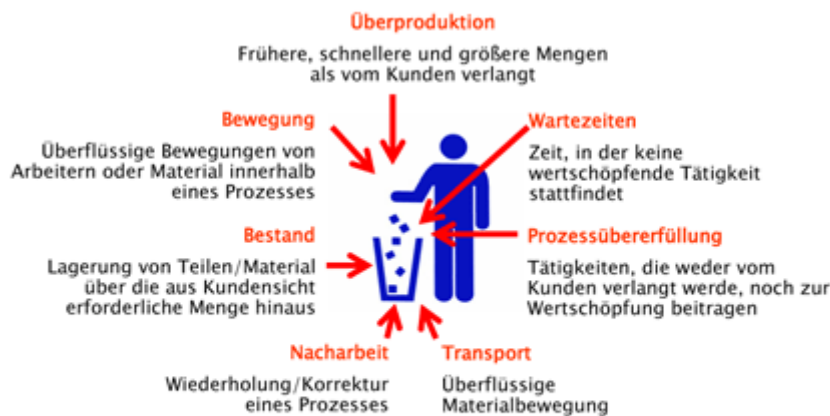 Überproduktion
Frühere, schnellere und größere Mengen
als vom Kunden verlangt
Bewegung
Überflüssige Bewegungen von
Arbeitern oder Material innerhalb
eines Prozesses
Wartezeiten
Zeit, in der keine
wertschöpfende Tätigkeit
stattfindet
Bestand
Lagerung von Teilen/Material
über die aus Kundensicht
erforderliche Menge hinaus
Prozessübererfüllung
Tätigkeiten, die weder vom
Kunden verlangt werde, noch zur
Wertschöpfung beitragen
Nacharbeit
Wiederholung/Korrektur
eines Prozesses
Transport
Überflüssige
Materialbewegung